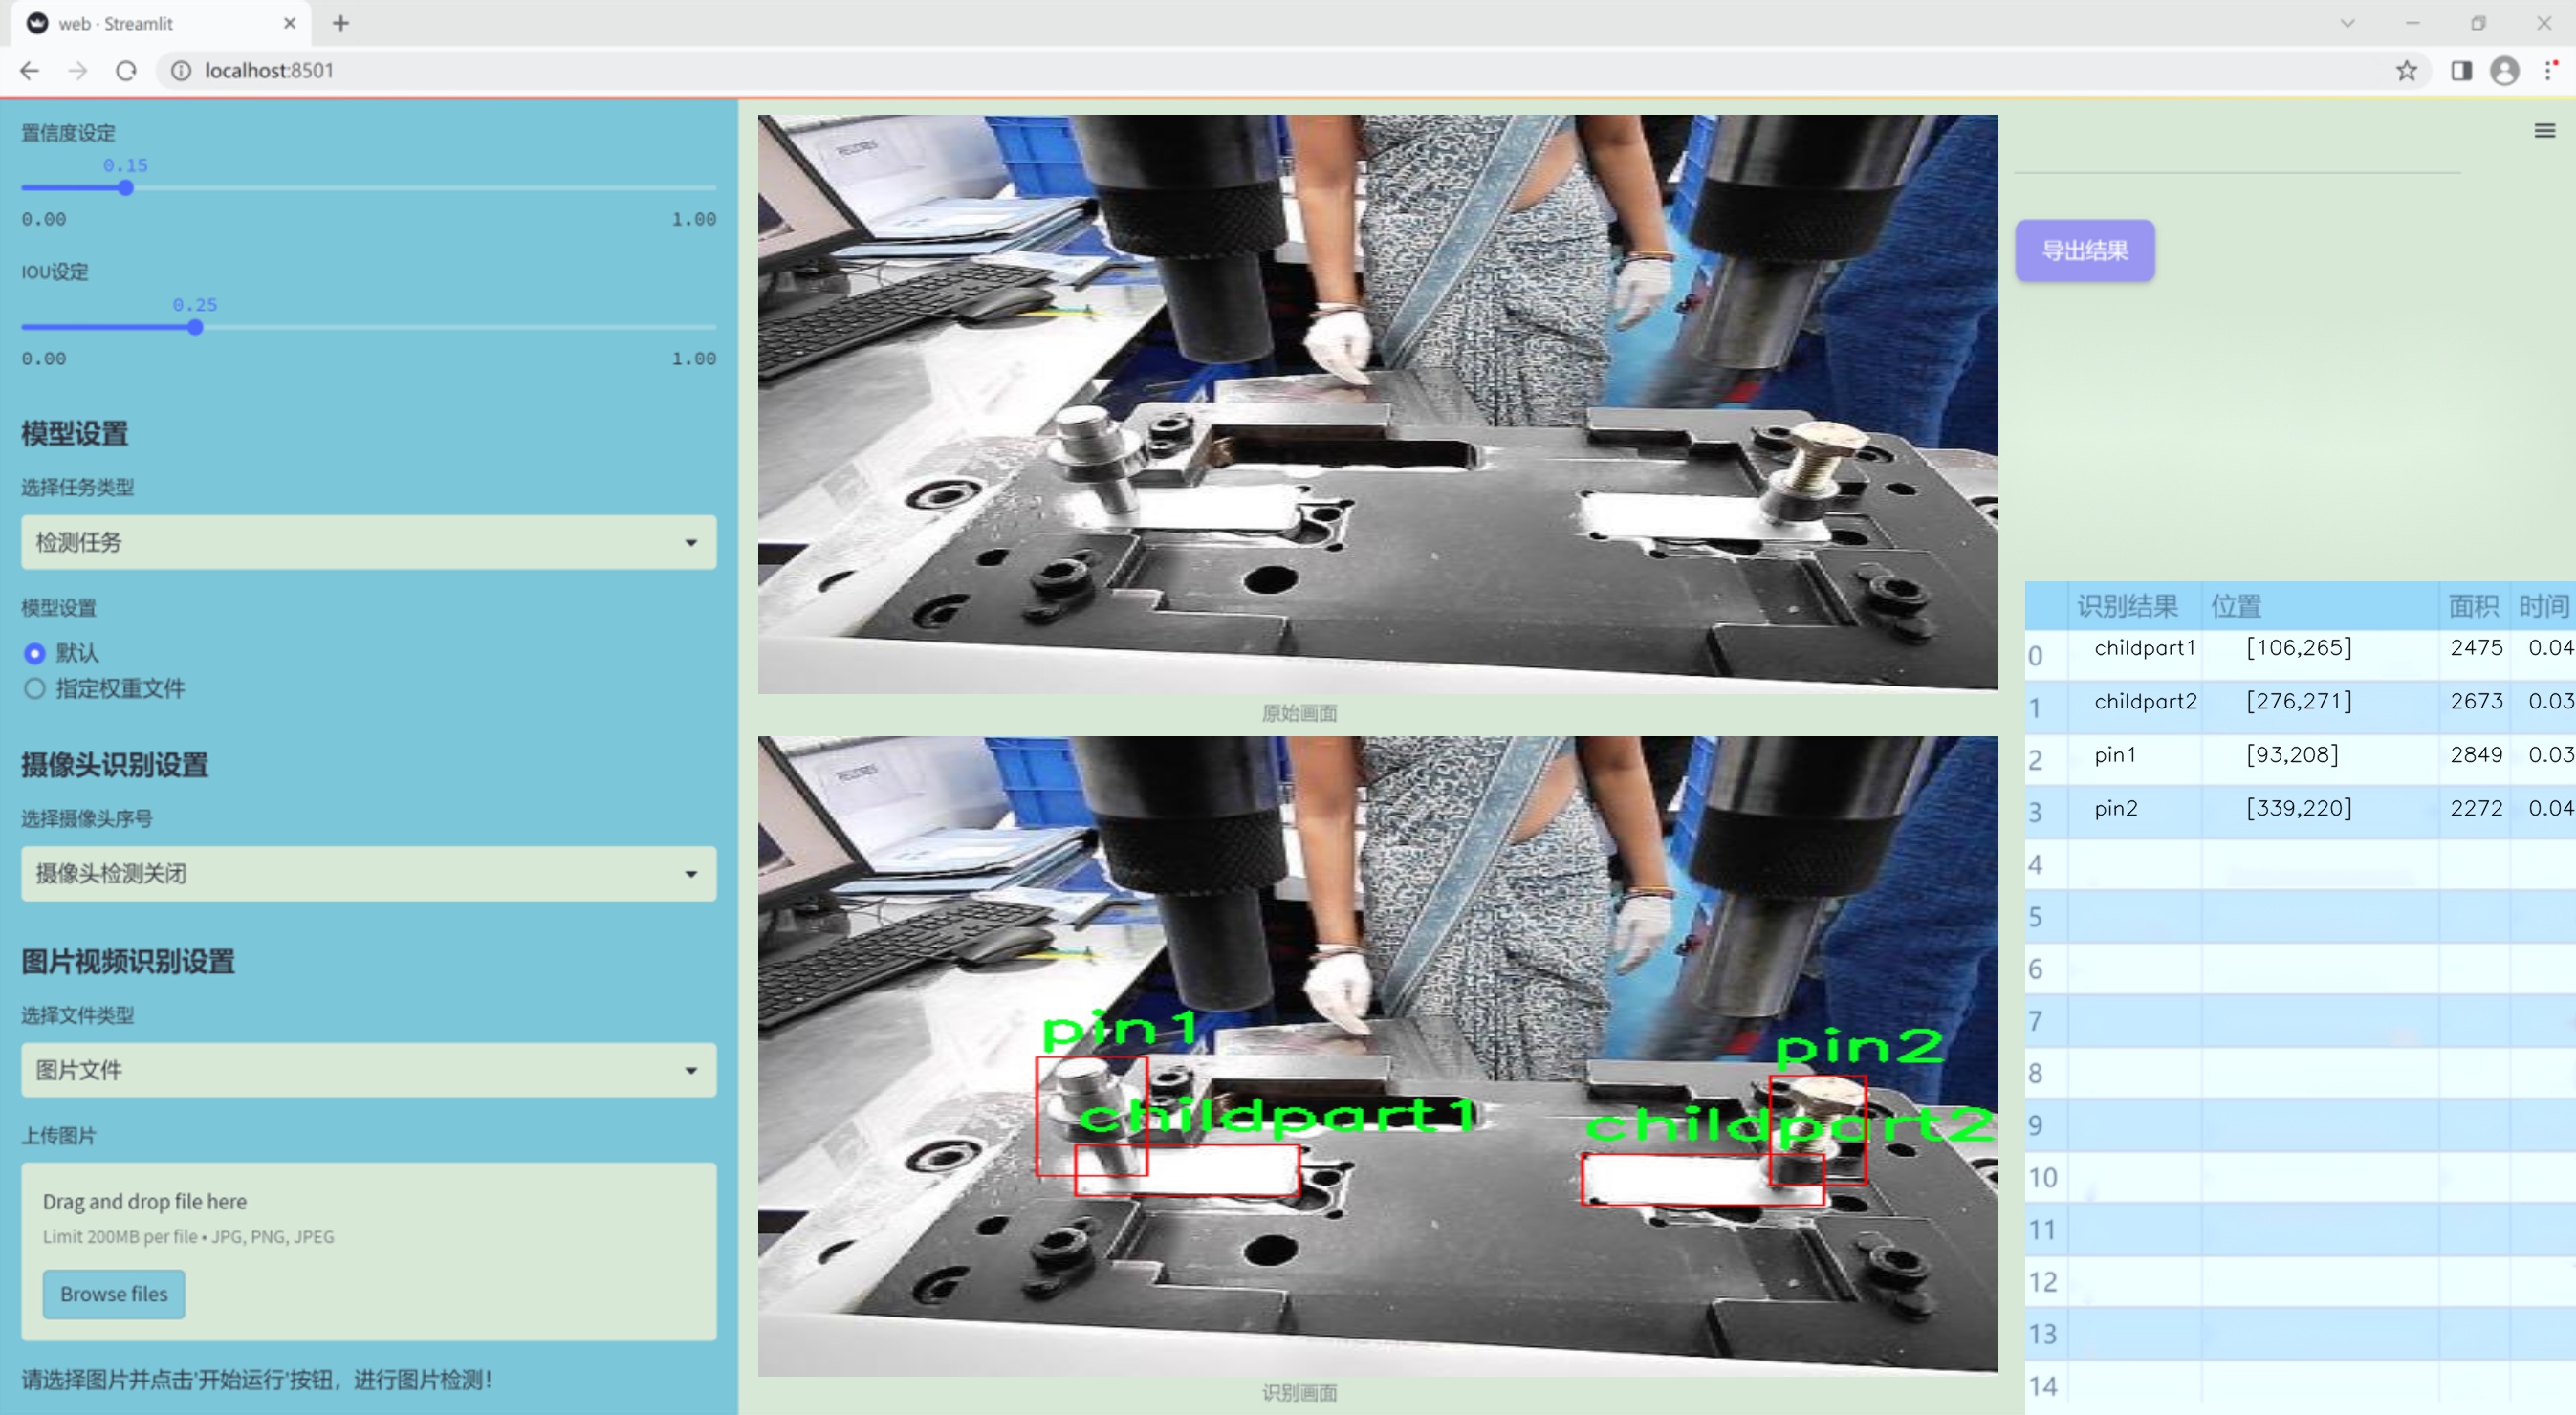 web · Streamlit
localhost:8501
置信度设定
0.15
0.00 1.00
IOU设定
0.25
0.00 1.00
模型设置
选择任务类型
检测任务
模型设置
默认
指定权重文件
摄像头识别设置
选择摄像头序号
摄像头检测关闭
图片视频识别设置
选择文件类型
图片文件
上传图片
Drag and drop file here
Limit 200MB per file • JPG, PNG, JPEG
Browse files
请选择图片并点击'开始运行'按钮，进行图片检测！
原始画面
pin1
pin2
childpart1
childpart2
识别画面
导出结果
识别结果 位置 面积 时间
0 childpart1 [106,265] 2475 0.04
1 childpart2 [276,271] 2673 0.03
2 pin1 [93,208] 2849 0.03
3 pin2 [339,220] 2272 0.04
4
5
6
7
8
9
10
11
12
13
14